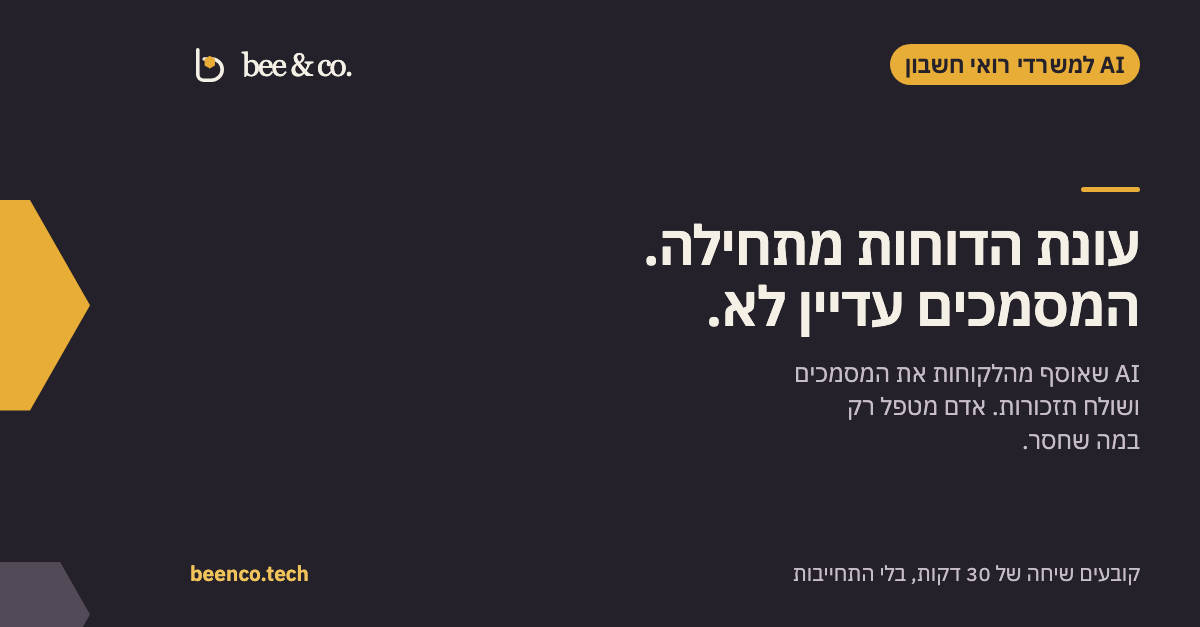 AI למשרדי רואי חשבון
bee & co.
עונת הדוחות מתחילה.
המסמכים עדיין לא.
AI שאוסף מהלקוחות את המסמכים
ושולח תזכורות. אדם מטפל רק
במה שחסר.
קובעים שיחה של 30 דקות, בלי התחייבות
beenco.tech